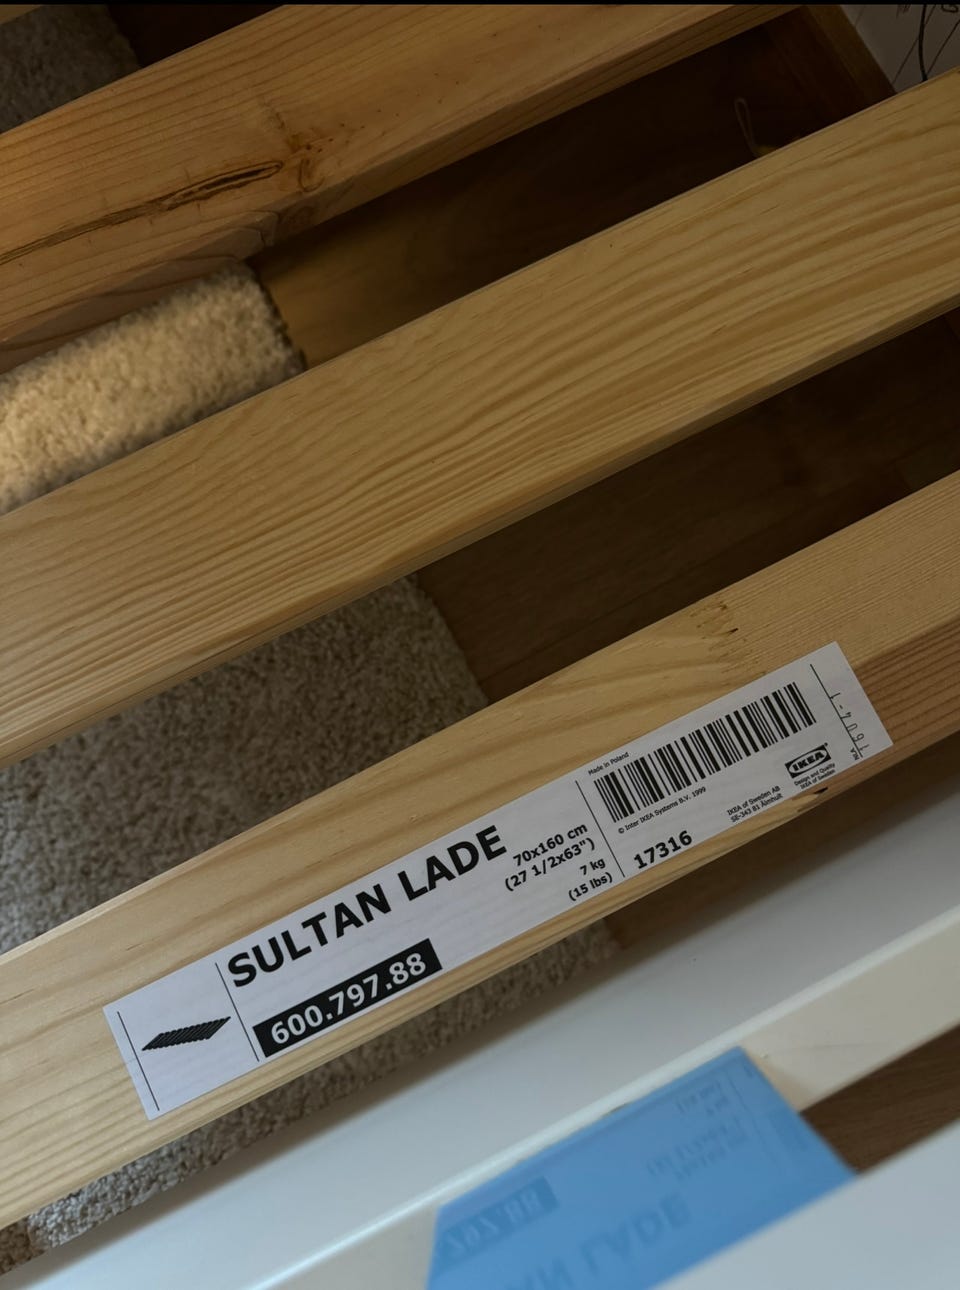 SULTAN LADE
600.797.88
70x160 cm
(27 1/2x63")
7 kg
(15 lbs)
Made in Poland
© Inter IKEA Systems B.V. 1999
17316
IKEA of Sweden AB
SE-343 81 Älmhult
IKEA
Design and Quality
IKEA of Sweden